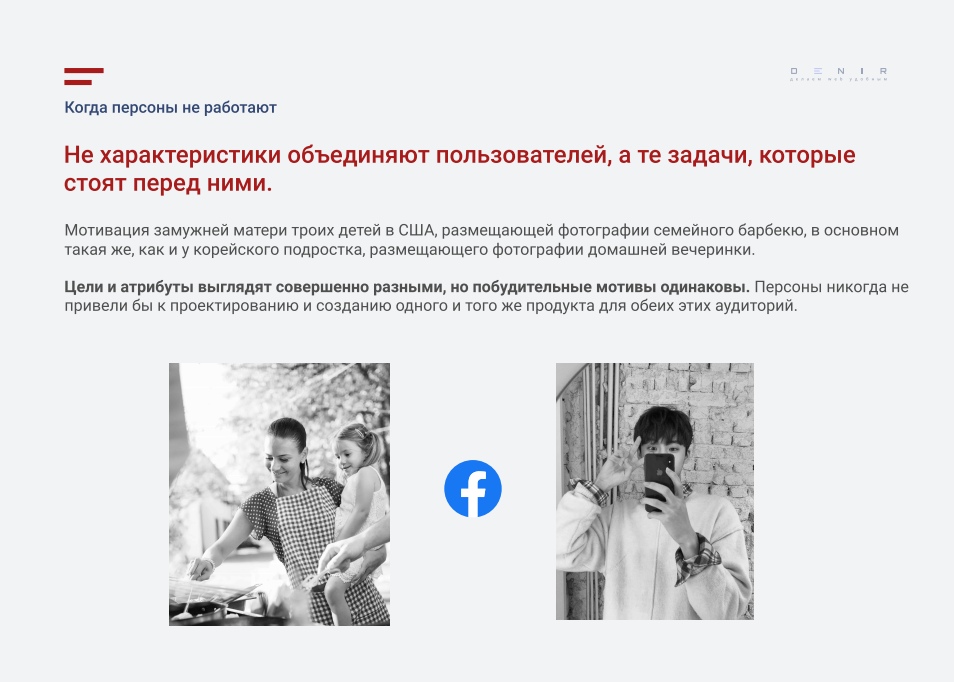 DENIR
делаем веб удобным
Когда персоны не работают
Не характеристики объединяют пользователей, а те задачи, которые
стоят перед ними.
Мотивация замужней матери троих детей в США, размещающей фотографии семейного барбекю, в основном
такая же, как и у корейского подростка, размещающего фотографии домашней вечеринки.
Цели и атрибуты выглядят совершенно разными, но побудительные мотивы одинаковы. Персоны никогда не
привели бы к проектированию и созданию одного и того же продукта для обеих этих аудиторий.